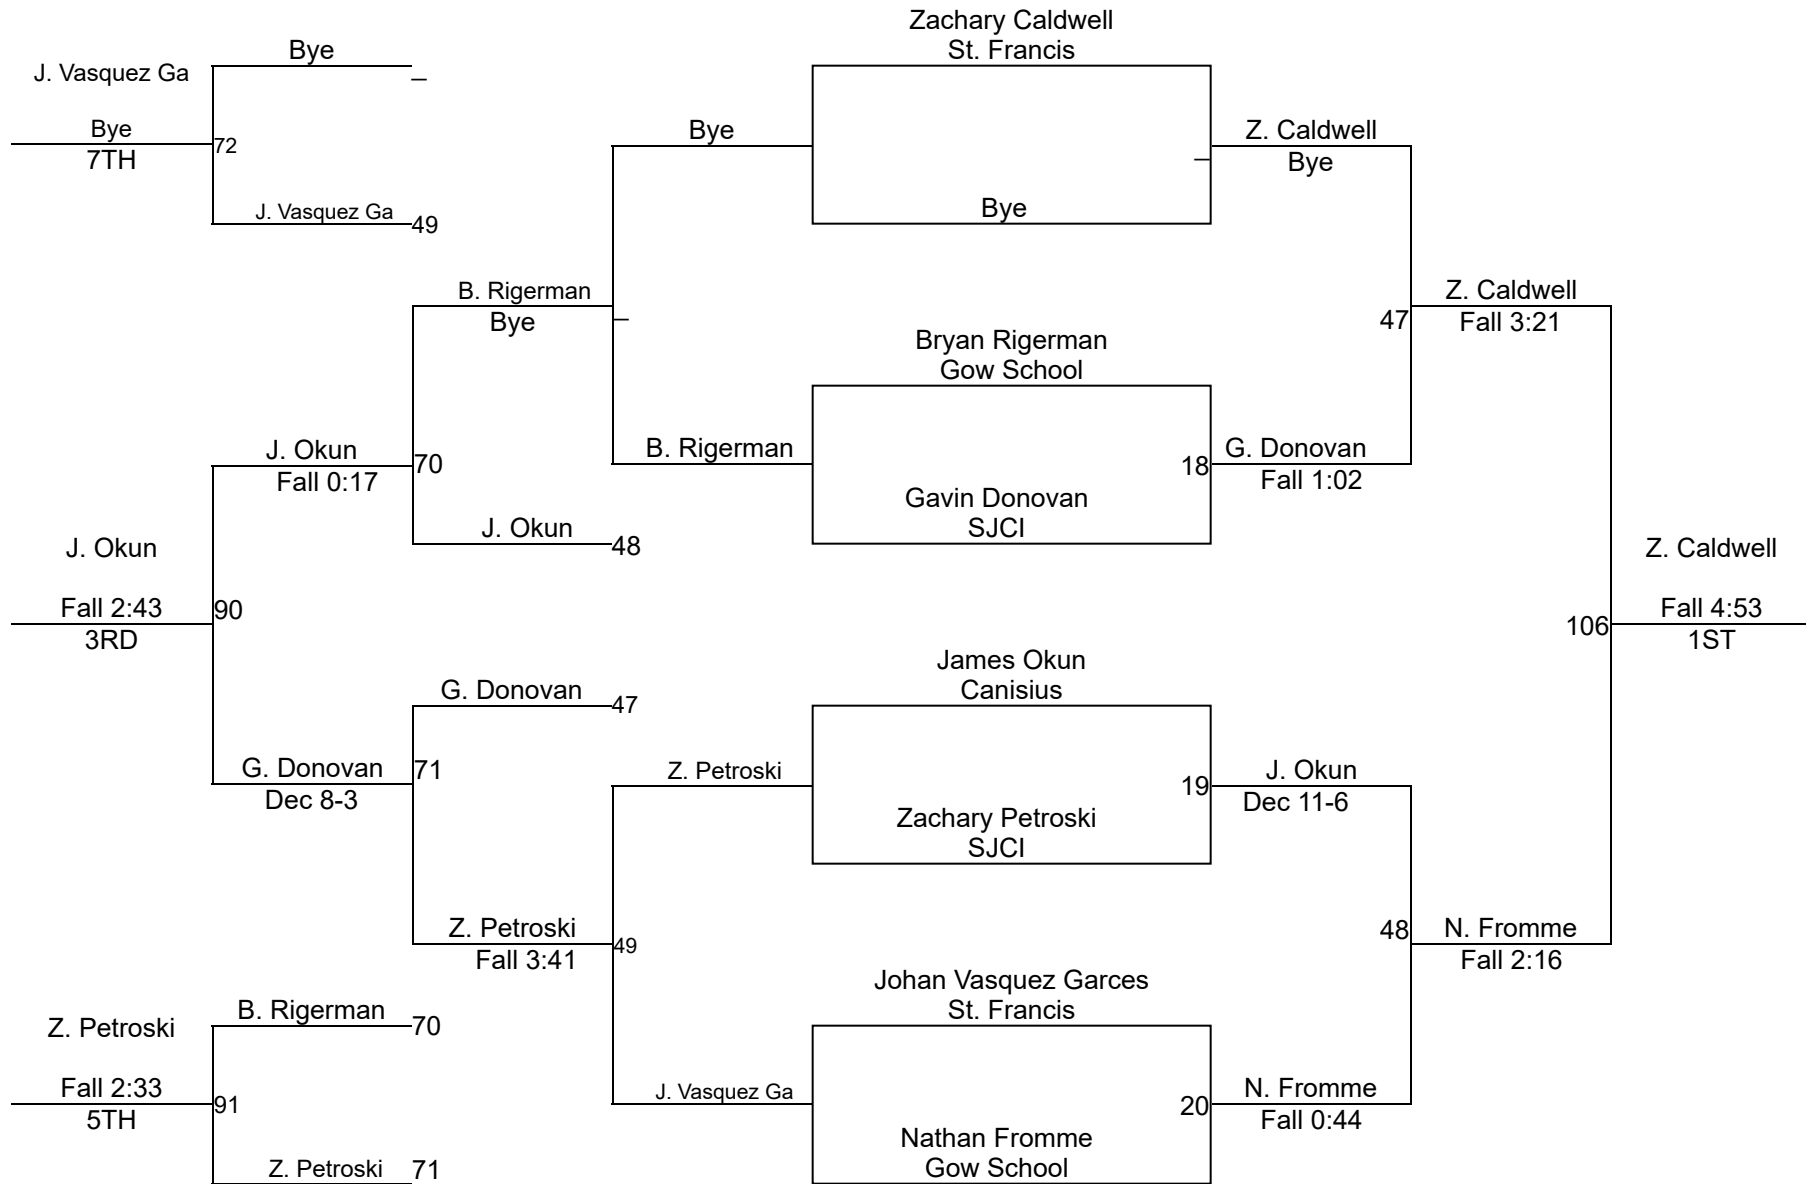 Zachary Caldwell
St. Francis
Bye
J. Vasquez Ga
_
Bye
7TH
72
J. Vasquez Ga
49
Bye
Z. Caldwell
_
Bye
Bye
B. Rigerman
Bye
_
Z. Caldwell
47
Fall 3:21
Bryan Rigerman
Gow School
J. Okun
70
Fall 0:17
B. Rigerman
18
G. Donovan
Fall 1:02
Gavin Donovan
SJCI
J. Okun
48
J. Okun
Fall 2:43
90
3RD
Z. Caldwell
Fall 4:53
106
1ST
James Okun
Canisius
G. Donovan
47
G. Donovan
71
Dec 8-3
Z. Petroski
19
J. Okun
Dec 11-6
Zachary Petroski
SJCI
Z. Petroski
49
Fall 3:41
48
N. Fromme
Fall 2:16
Johan Vasquez Garces
St. Francis
B. Rigerman
70
Z. Petroski
Fall 2:33
91
5TH
J. Vasquez Ga
20
N. Fromme
Fall 0:44
Nathan Fromme
Gow School
Z. Petroski
71